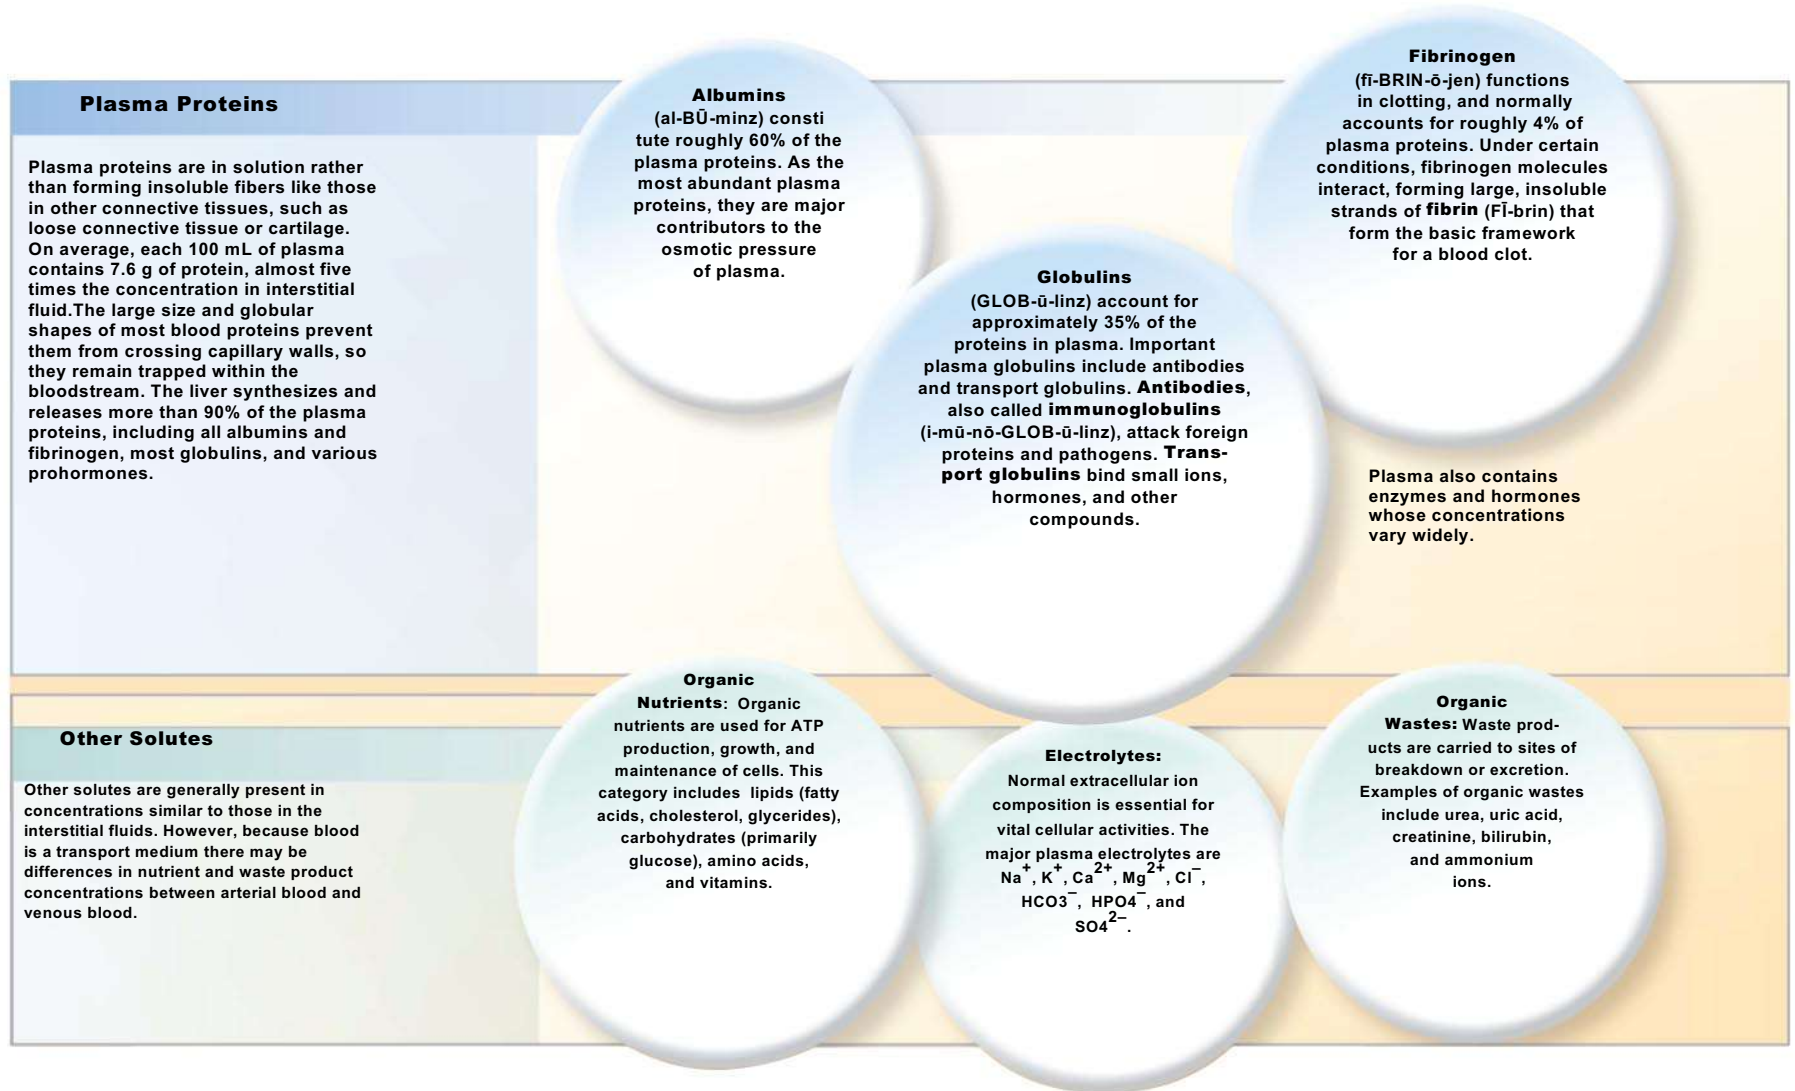 Plasma Proteins
Plasma proteins are in solution rather
than forming insoluble fibers like those
in other connective tissues, such as
loose connective tissue or cartilage.
On average, each 100 mL of plasma
contains 7.6 g of protein, almost five
times the concentration in interstitial
fluid.The large size and globular
shapes of most blood proteins prevent
them from crossing capillary walls, so
they remain trapped within the
bloodstream. The liver synthesizes and
releases more than 90% of the plasma
proteins, including all albumins and
fibrinogen, most globulins, and various
prohormones.
Albumins
(al-BŪ-minz) consti
tute roughly 60% of the
plasma proteins. As the
most abundant plasma
proteins, they are major
contributors to the
osmotic pressure
of plasma.
Globulins
(GLOB-ū-linz) account for
approximately 35% of the
proteins in plasma. Important
plasma globulins include antibodies
and transport globulins. Antibodies,
also called immunoglobulins
(i-mū-nō-GLOB-ū-linz), attack foreign
proteins and pathogens. Trans-
port globulins bind small ions,
hormones, and other
compounds.
Fibrinogen
(fī-BRIN-ō-jen) functions
in clotting, and normally
accounts for roughly 4% of
plasma proteins. Under certain
conditions, fibrinogen molecules
interact, forming large, insoluble
strands of fibrin (FĪ-brin) that
form the basic framework
for a blood clot.
Plasma also contains
enzymes and hormones
whose concentrations
vary widely.
Other Solutes
Other solutes are generally present in
concentrations similar to those in the
interstitial fluids. However, because blood
is a transport medium there may be
differences in nutrient and waste product
concentrations between arterial blood and
venous blood.
Organic
Nutrients: Organic
nutrients are used for ATP
production, growth, and
maintenance of cells. This
category includes lipids (fatty
acids, cholesterol, glycerides),
carbohydrates (primarily
glucose), amino acids,
and vitamins.
Electrolytes:
Normal extracellular ion
composition is essential for
vital cellular activities. The
major plasma electrolytes are
Na⁺, K⁺, Ca²⁺, Mg²⁺, Cl⁻,
HCO3⁻, HPO4⁻, and
SO4²⁻.
Organic
Wastes: Waste prod-
ucts are carried to sites of
breakdown or excretion.
Examples of organic wastes
include urea, uric acid,
creatinine, bilirubin,
and ammonium
ions.